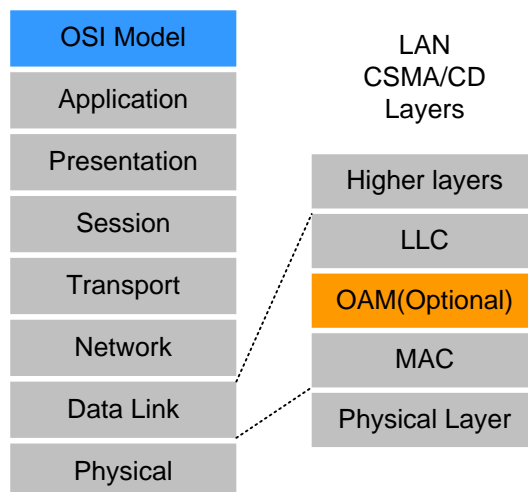 OSI Model
Application
Presentation
Session
Transport
Network
Data Link
Physical
LAN
CSMA/CD
Layers
Higher layers
LLC
OAM(Optional)
MAC
Physical Layer